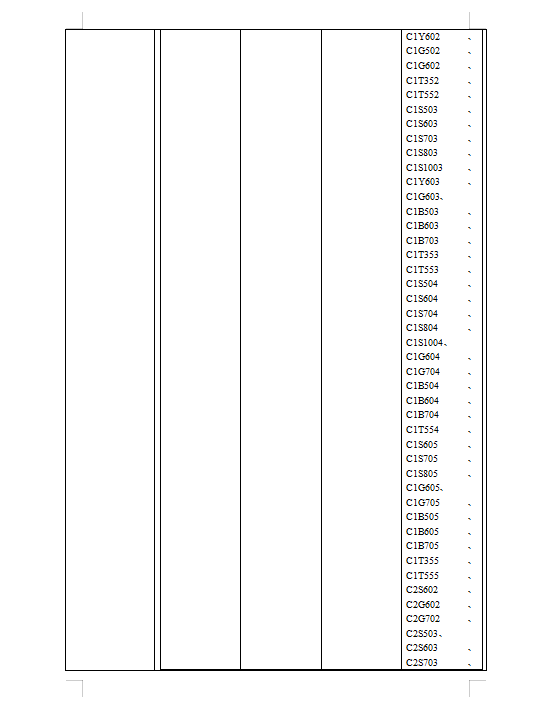 C1Y602、
C1G502、
C1G602、
C1T352、
C1T552、
C1S503、
C1S603、
C1S703、
C1S803、
C1S1003、
C1Y603、
C1G603、
C1B503、
C1B603、
C1B703、
C1T353、
C1T553、
C1S504、
C1S604、
C1S704、
C1S804、
C1S1004、
C1G604、
C1G704、
C1B504、
C1B604、
C1B704、
C1T554、
C1S605、
C1S705、
C1S805、
C1G605、
C1G705、
C1B505、
C1B605、
C1B705、
C1T355、
C1T555、
C2S602、
C2G602、
C2G702、
C2S503、
C2S603、
C2S703、